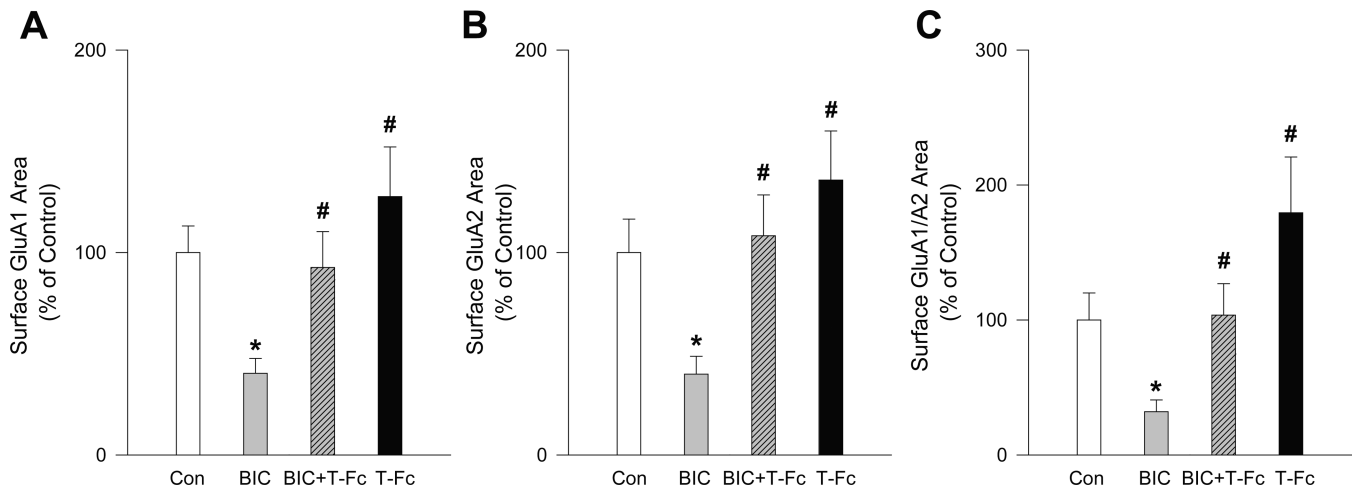 A
Surface GluA1 Area
(% of Control)
200
100
0
*
#
#
Con BIC BIC+T-Fc T-Fc
B
Surface GluA2 Area
(% of Control)
200
100
0
*
#
#
Con BIC BIC+T-Fc T-Fc
C
Surface GluA1/A2 Area
(% of Control)
300
200
100
0
*
#
#
Con BIC BIC+T-Fc T-Fc